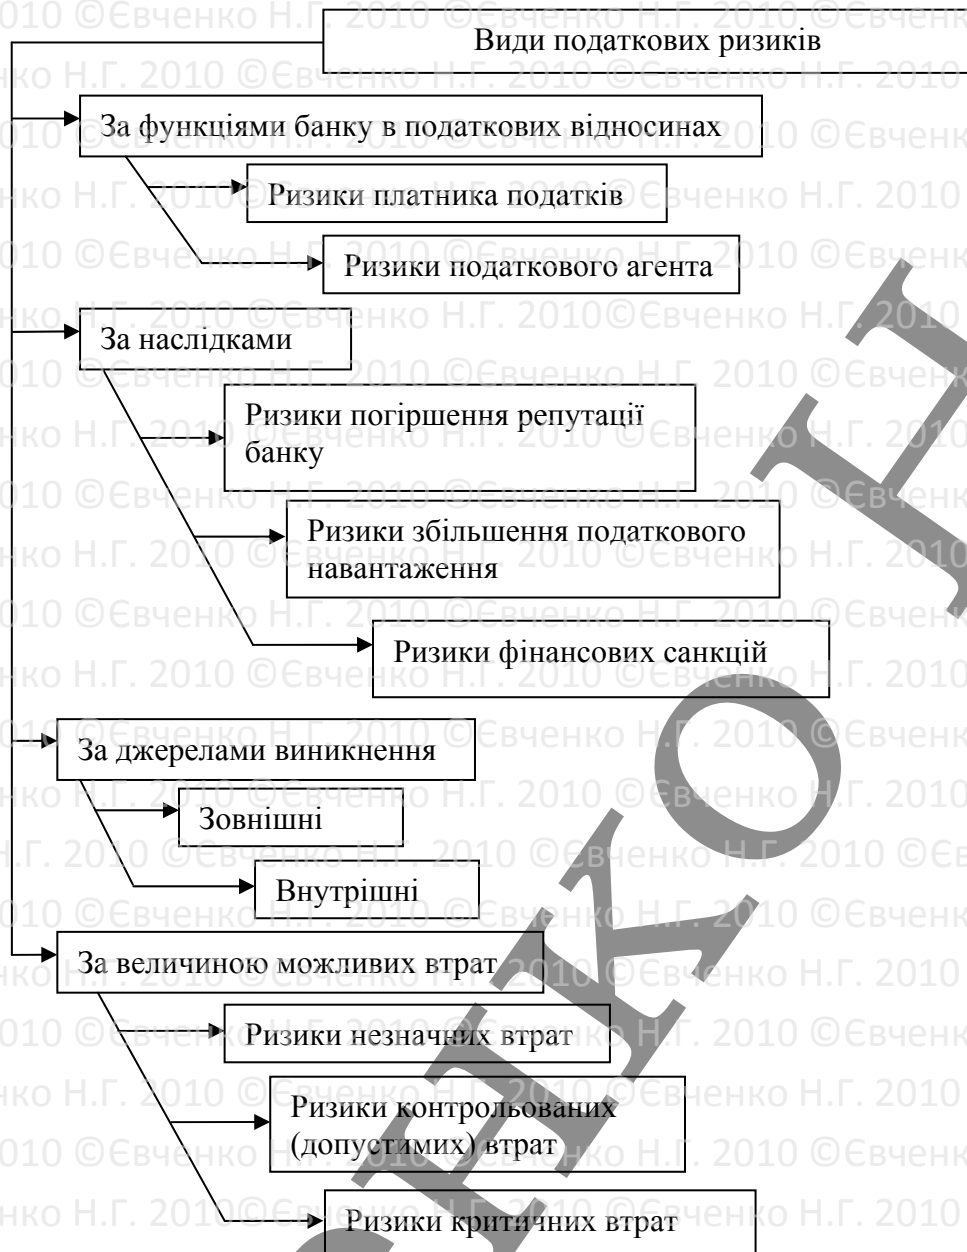 Види податкових ризиків
За функціями банку в податкових відносинах
Ризики платника податків
Ризики податкового агента
За наслідками
Ризики погіршення репутації
банку
Ризики збільшення податкового
навантаження
Ризики фінансових санкцій
За джерелами виникнення
Зовнішні
Внутрішні
За величиною можливих втрат
Ризики незначних втрат
Ризики контрольованих
(допустимих) втрат
Ризики критичних втрат